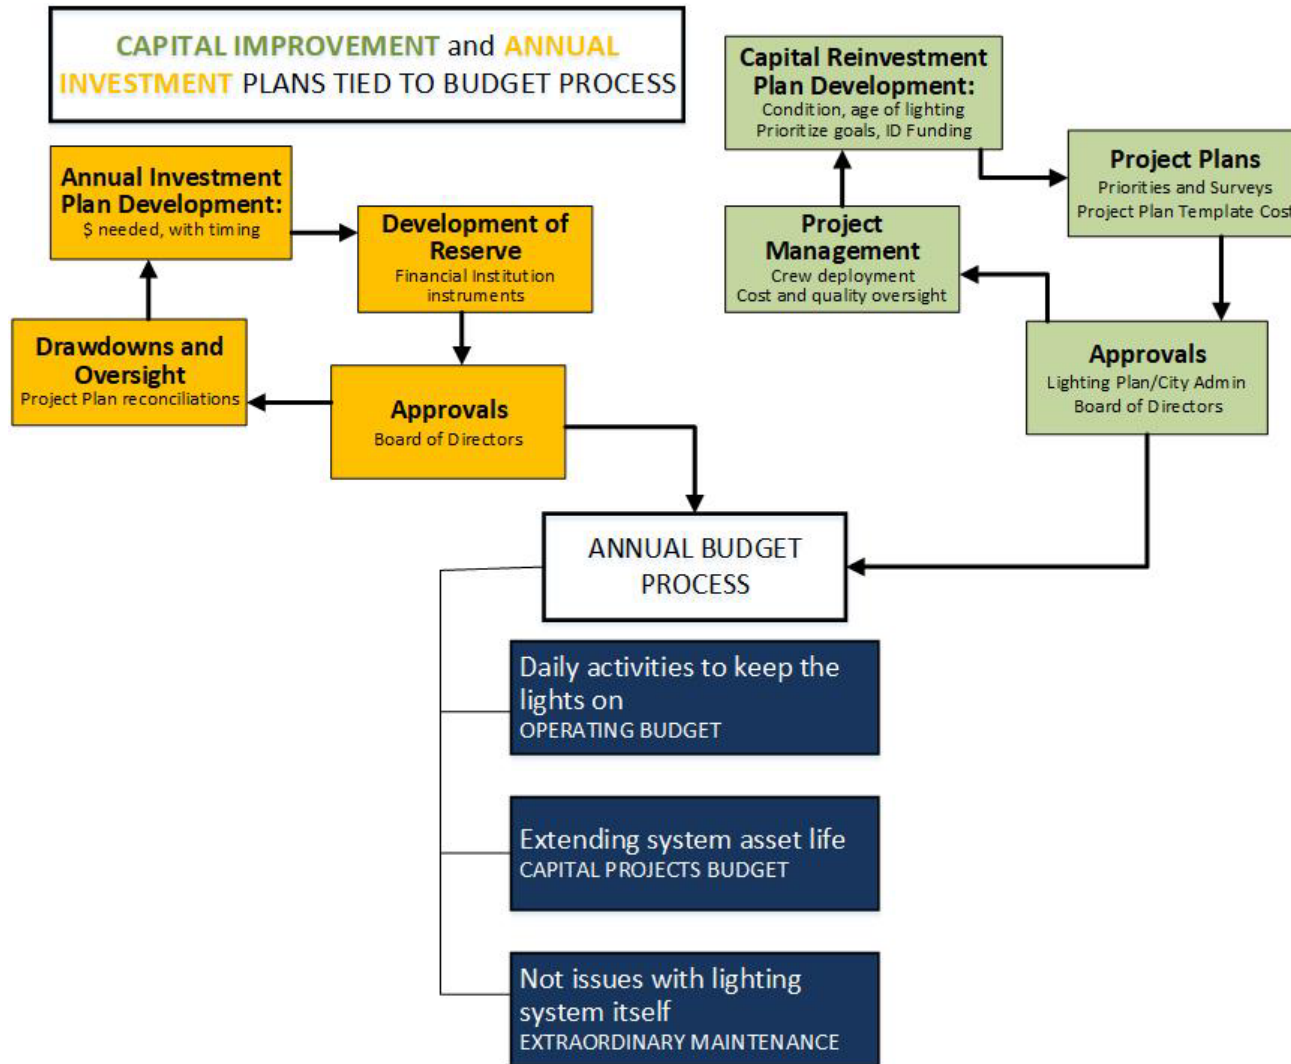 CAPITAL IMPROVEMENT and ANNUAL
INVESTMENT PLANS TIED TO BUDGET PROCESS
Annual Investment
Plan Development:
$ needed, with timing
Development of
Reserve
Financial Institution
instruments
Drawdowns and
Oversight
Project Plan reconciliations
Approvals
Board of Directors
Capital Reinvestment
Plan Development:
Condition, age of lighting
Prioritize goals, ID Funding
Project Plans
Priorities and Surveys
Project Plan Template Cost
Project
Management
Crew deployment
Cost and quality oversight
Approvals
Lighting Plan/City Admin
Board of Directors
ANNUAL BUDGET
PROCESS
Daily activities to keep the
lights on
OPERATING BUDGET
Extending system asset life
CAPITAL PROJECTS BUDGET
Not issues with lighting
system itself
EXTRAORDINARY MAINTENANCE